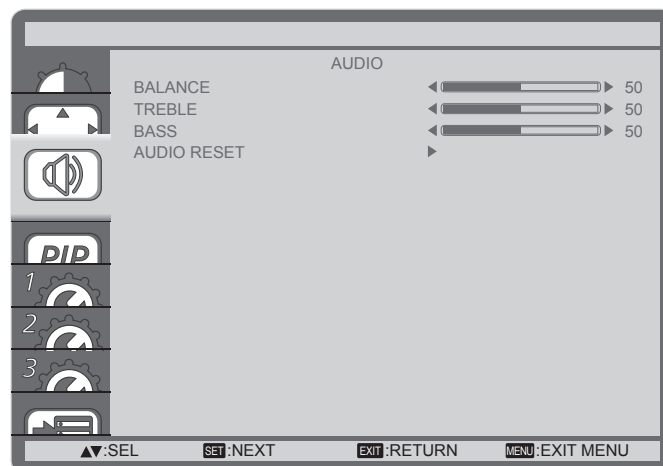 AUDIO
BALANCE 50
TREBLE 50
BASS 50
AUDIO RESET
PIP
1
2
3
▲▼:SEL SET:NEXT EXIT:RETURN MENU:EXIT MENU